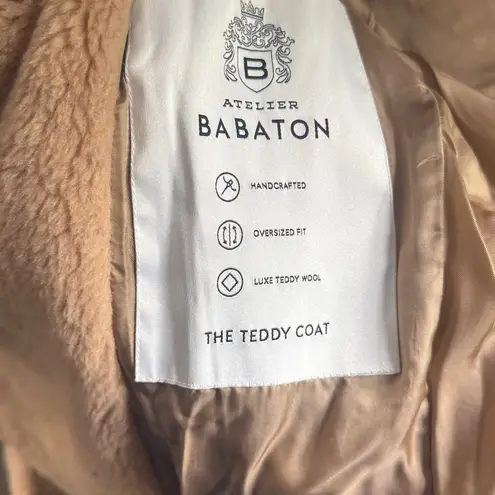 B
ATELIER
BABATON
HANDCRAFTED
OVERSIZED FIT
LUXE TEDDY WOOL
THE TEDDY COAT